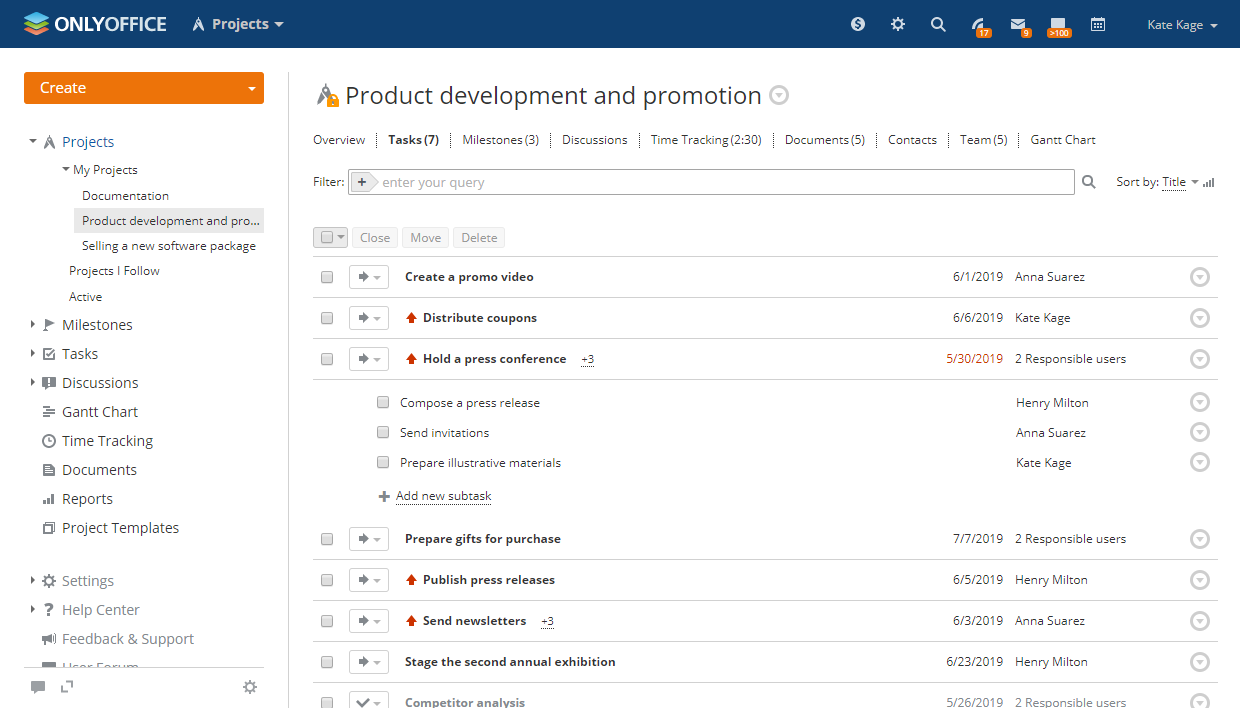 ONLYOFFICE Projects 17 9 >100 Kate Kage
Create
Projects
My Projects
Documentation
Product development and pro...
Selling a new software package
Projects I Follow
Active
Milestones
Tasks
Discussions
Gantt Chart
Time Tracking
Documents
Reports
Project Templates
Settings
Help Center
Feedback & Support
User Forum
Product development and promotion
Overview Tasks (7) Milestones (3) Discussions Time Tracking (2:30) Documents (5) Contacts Team (5) Gantt Chart
Filter: + enter your query Sort by: Title
Close Move Delete
Create a promo video 6/1/2019 Anna Suarez
Distribute coupons 6/6/2019 Kate Kage
Hold a press conference +3 5/30/2019 2 Responsible users
Compose a press release Henry Milton
Send invitations Anna Suarez
Prepare illustrative materials Kate Kage
Add new subtask
Prepare gifts for purchase 7/7/2019 2 Responsible users
Publish press releases 6/5/2019 Henry Milton
Send newsletters +3 6/3/2019 Anna Suarez
Stage the second annual exhibition 6/23/2019 Henry Milton
Competitor analysis 5/26/2019 2 Responsible users